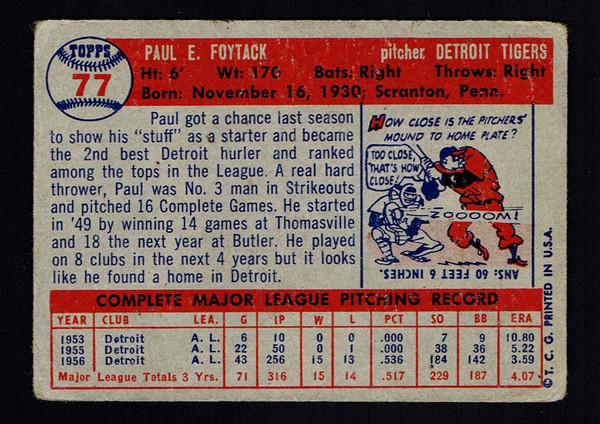 TOPPS
77
PAUL E. FOYTACK pitcher DETROIT TIGERS
Ht: 6' Wt: 170 Bats: Right Throws: Right
Born: November 16, 1930; Scranton, Penn.
Paul got a chance last season
to show his "stuff" as a starter and became
the 2nd best Detroit hurler and ranked
among the tops in the League. A real hard
thrower, Paul was No. 3 man in Strikeouts
and pitched 16 Complete Games. He started
in '49 by winning 14 games at Thomasville
and 18 the next year at Butler. He played
on 8 clubs in the next 4 years but it looks
like he found a home in Detroit.
HOW CLOSE IS THE PITCHERS'
MOUND TO HOME PLATE?
TOO CLOSE,
THAT'S HOW
CLOSE!
ZOOOOWI
ANS: 60 FEET 6 INCHES.
COMPLETE MAJOR LEAGUE PITCHING RECORD
YEAR CLUB LEA. G IP W L PCT SO BB ERA
1953 Detroit A. L. 6 10 0 0 .000 7 9 10.80
1955 Detroit A. L. 22 50 0 1 .000 38 36 5.22
1956 Detroit A. L. 43 256 15 13 .536 184 142 3.59
Major League Totals 3 Yrs. 71 316 15 14 .517 229 187 4.07
© T. C. G. PRINTED IN U.S.A.